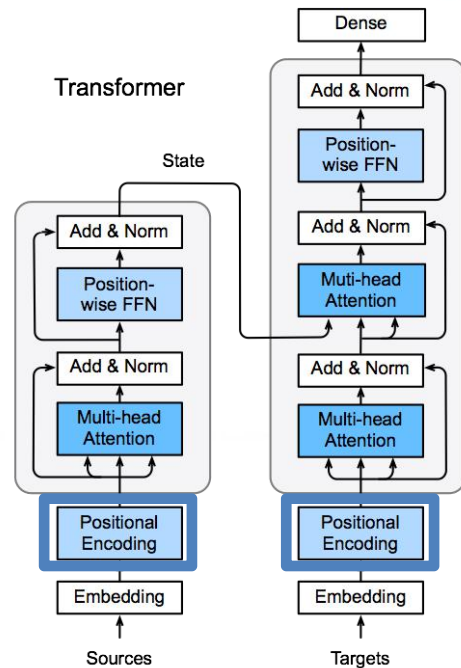 Transformer
State
Add & Norm
Position-
wise FFN
Add & Norm
Multi-head
Attention
Positional
Encoding
Embedding
Sources
Dense
Add & Norm
Position-
wise FFN
Add & Norm
Muti-head
Attention
Add & Norm
Multi-head
Attention
Positional
Encoding
Embedding
Targets